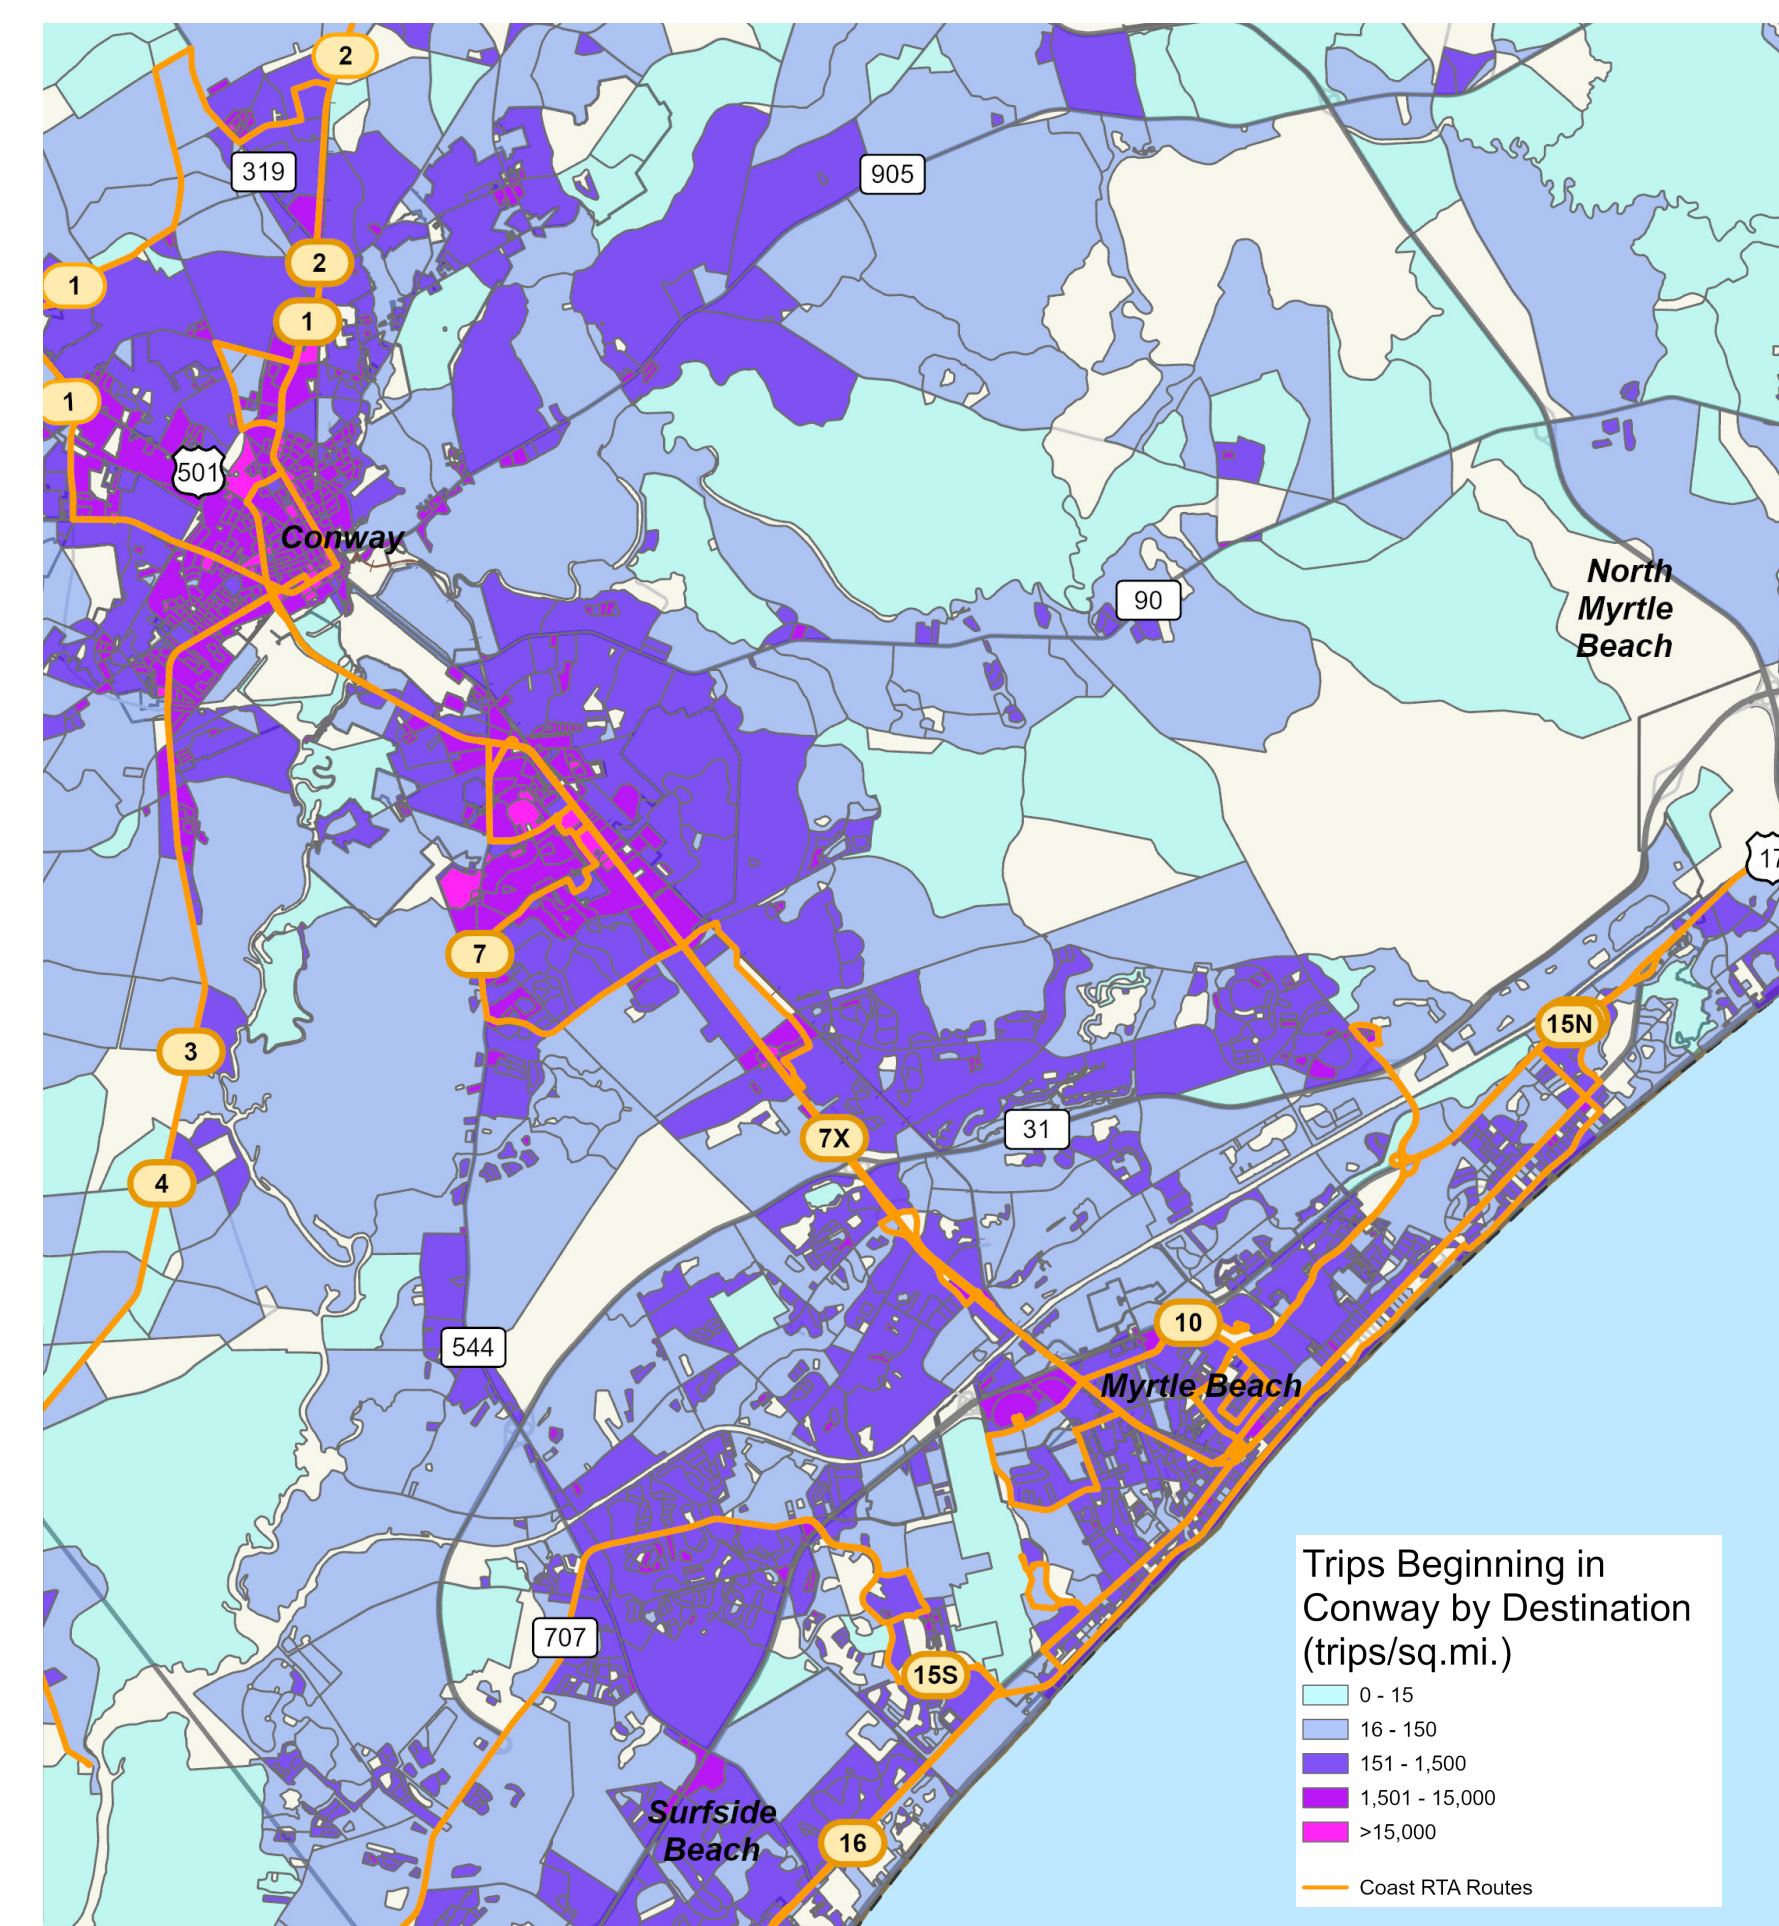 2
319
905
2
1
1
1
501
Conway
90
North
Myrtle
Beach
17
7
15N
3
7X
31
4
10
544
Myrtle Beach
707
15S
Surfside
Beach
16
Trips Beginning in
Conway by Destination
(trips/sq.mi.)
0 - 15
16 - 150
151 - 1,500
1,501 - 15,000
>15,000
Coast RTA Routes